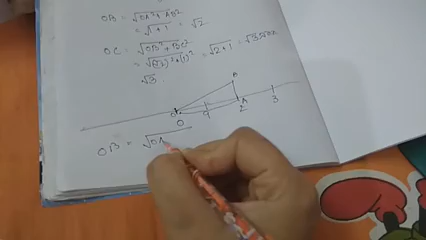 OB = √OA² + AB²
= √1 + 1 = √2
OC = √OB² + BC²
= √(√2)² + (1)² = √2+1 = √3
√3.
A
0 1 A
2 3
OB = √OA